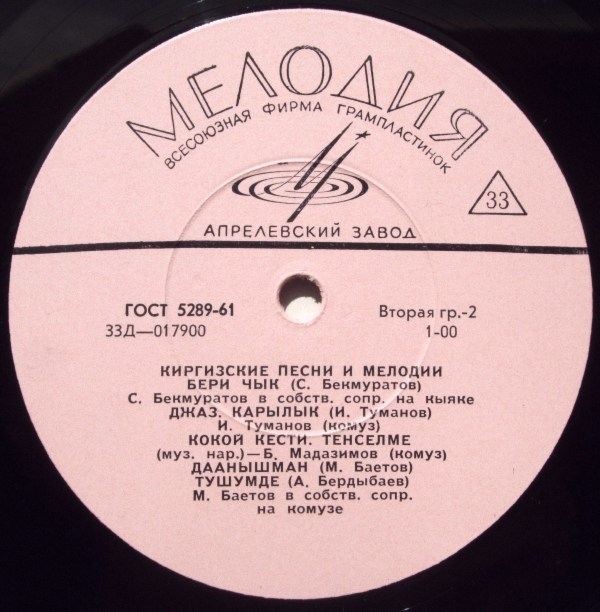 МЕЛОДИЯ
ВСЕСОЮЗНАЯ ФИРМА ГРАМПЛАСТИНОК
33
АПРЕЛЕВСКИЙ ЗАВОД
ГОСТ 5289-61 Вторая гр.-2
33Д—017900 1-00
КИРГИЗСКИЕ ПЕСНИ И МЕЛОДИИ
БЕРИ ЧЫК (С. Бекмуратов)
С. Бекмуратов в собств. сопр. на кыяке
ДЖАЗ. КАРЫЛЫК (И. Туманов)
И. Туманов (комуз)
КОКОЙ КЕСТИ. ТЕНСЕЛМЕ
(муз. нар.)—Б. Мадазимов (комуз)
ДААНЫШМАН (М. Баетов)
ТУШУМДЕ (А. Бердыбаев)
М. Баетов в собств. сопр.
на комузе